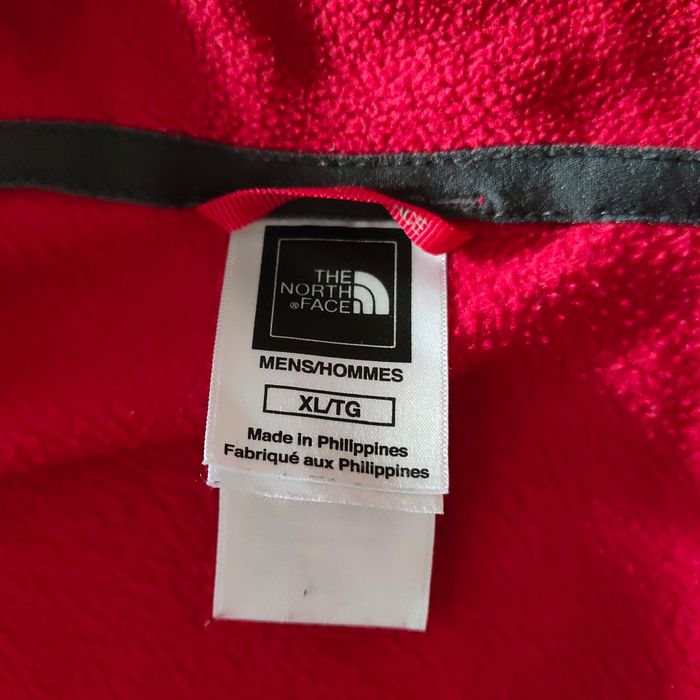 THE
NORTH
®FACE
MENS/HOMMES
XL/TG
Made in Philippines
Fabriqué aux Philippines